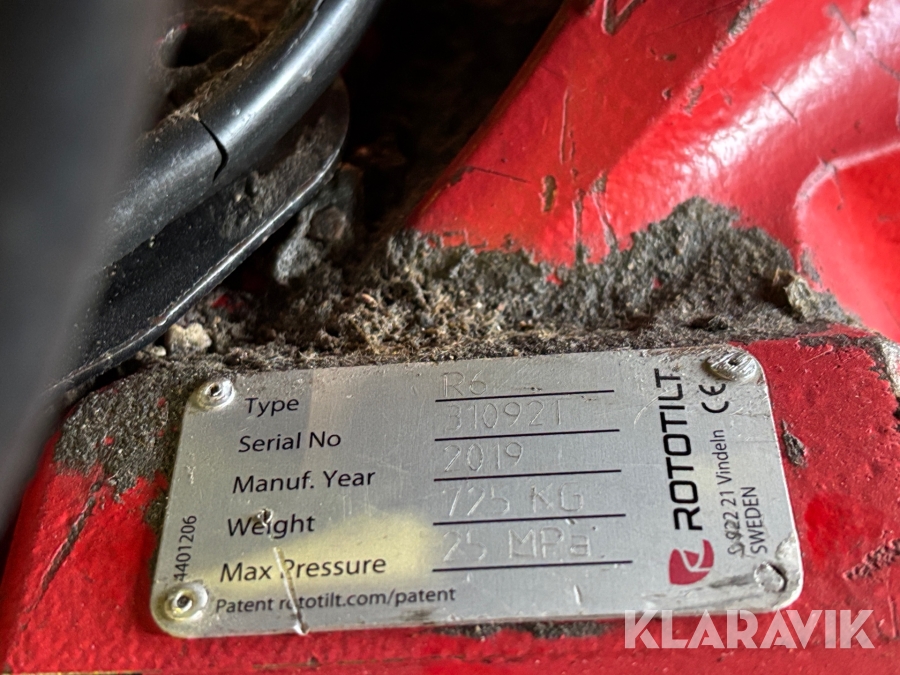 Type R6
Serial No 310921
Manuf. Year 2019
Weight 725 KG
Max Pressure 25 MPa
Patent rototilt.com/patent
4401206
ROTOTILT
CE
S-922 21 Vindeln
SWEDEN
KLARAVIK